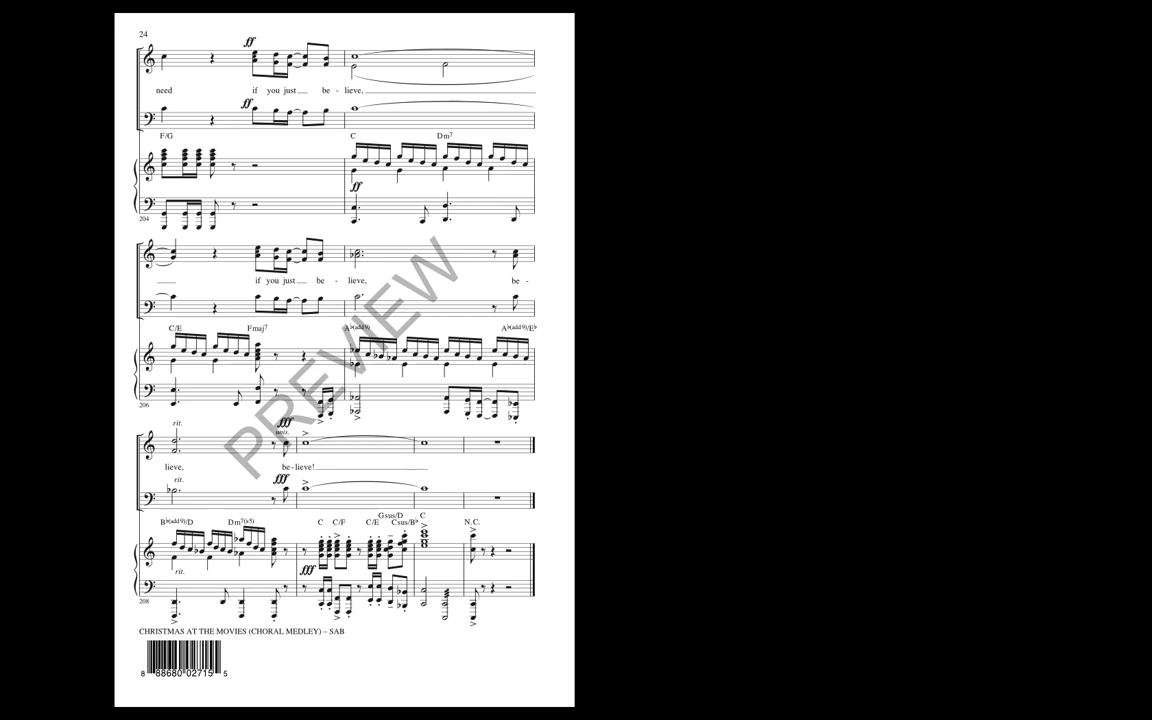 24
ff
need if you just be - lieve,
ff
F/G C Dm7
ff
204
if you just be - lieve, be -
C/E Fmaj7 A♭(add9) A♭(add9)/E♭
206
rit. fff
unis.
lieve, be - lieve!
rit. fff
B♭(add9)/D Dm7(♭5) C C/F C/E Gsus/D Csus/B♭ C N.C.
rit. fff
208
PREVIEW
CHRISTMAS AT THE MOVIES (CHORAL MEDLEY) – SAB
8 88680 02715 5